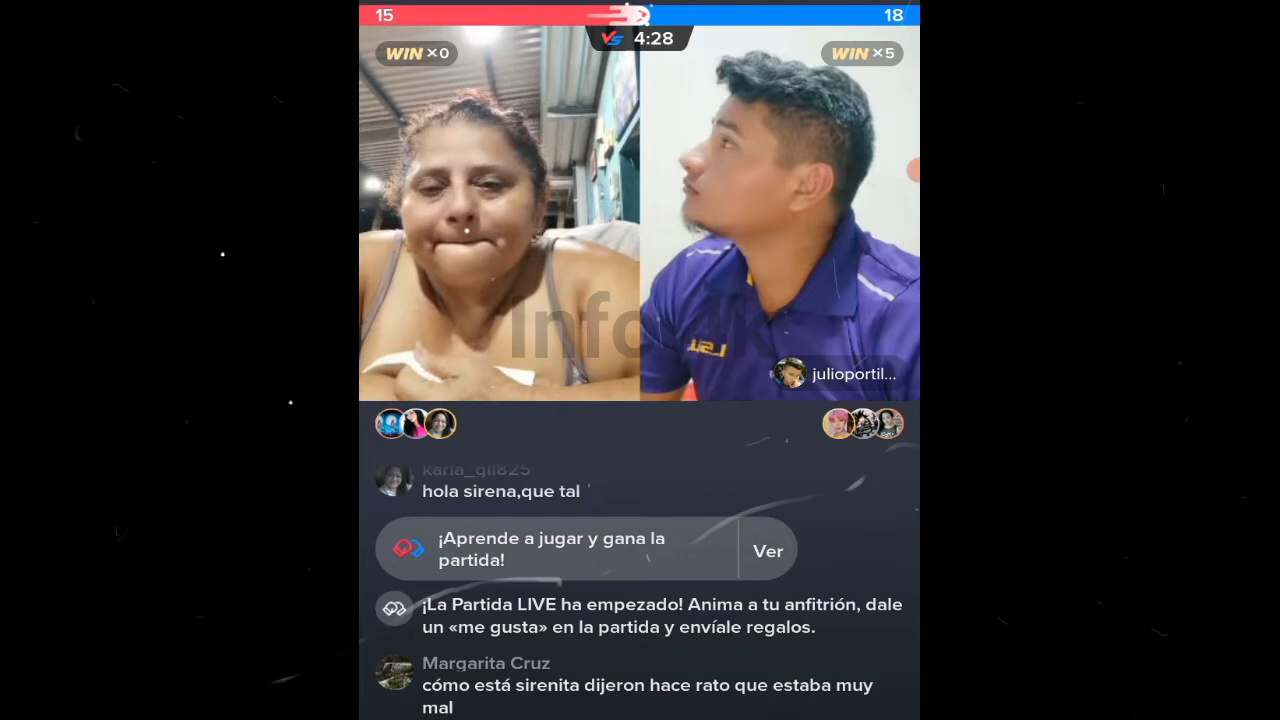 15
18
VS 4:28
WIN ×0
WIN ×5
julioportil...
karla_gil825
hola sirena,que tal
¡Aprende a jugar y gana la
partida!
Ver
¡La Partida LIVE ha empezado! Anima a tu anfitrión, dale
un «me gusta» en la partida y envíale regalos.
Margarita Cruz
cómo está sirenita dijeron hace rato que estaba muy
mal